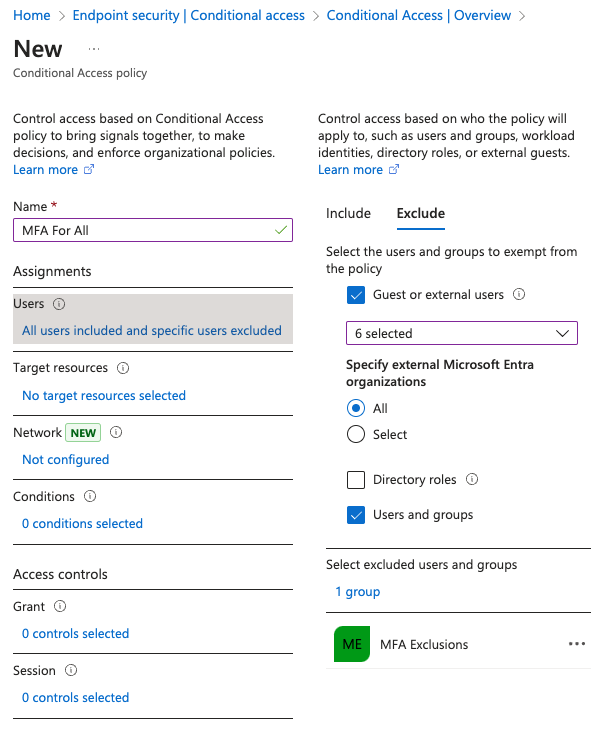 Home > Endpoint security | Conditional access > Conditional Access | Overview >
New ...
Conditional Access policy
Control access based on Conditional Access
policy to bring signals together, to make
decisions, and enforce organizational policies.
Learn more
Name *
MFA For All
Assignments
Users
All users included and specific users excluded
Target resources
No target resources selected
Network NEW
Not configured
Conditions
0 conditions selected
Access controls
Grant
0 controls selected
Session
0 controls selected
Control access based on who the policy will
apply to, such as users and groups, workload
identities, directory roles, or external guests.
Learn more
Include Exclude
Select the users and groups to exempt from
the policy
Guest or external users
6 selected
Specify external Microsoft Entra
organizations
All
Select
Directory roles
Users and groups
Select excluded users and groups
1 group
ME MFA Exclusions ...